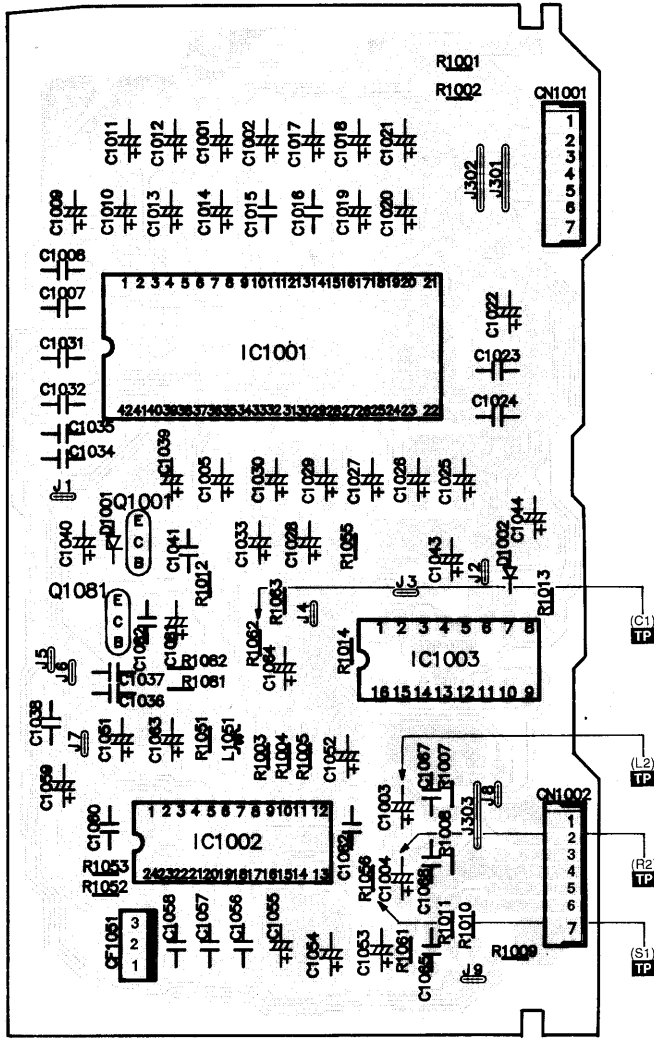 R1001
R1002
CN1001
1
2
3
4
5
6
7
C1011 C1012 C1001 C1002 C1017 C1018 C1021
J302 J301
C1009 C1010 C1013 C1014 C1015 C1016 C1019 C1020
C1008
C1007
1 2 3 4 5 6 7 8 9 10 11 12 13 14 15 16 17 18 19 20 21
C1022
C1031
IC1001
C1023
C1032
C1024
42 41 40 39 38 37 36 35 34 33 32 31 30 29 28 27 26 25 24 23 22
C1035
C1034
C1039 C1005 C1030 C1029 C1027 C1026 C1025
J1
Q1001
C1040 D1001
E
C
B
C1041 C1033 C1028 R1055 C1043 J2 D1002 C1044
R1012
Q1081
E
C
B
C1082 C1081 R1062 R1063 J4 J3 R1013
(C1)
TP
1 2 3 4 5 6 7 8
R1014
IC1003
16 15 14 13 12 11 10 9
C1064
J5 J6
R1082
C1037
R1081
C1036
C1038 J7 C1051 C1063 R1051 L1051 R1003 R1004 R1005 C1052
(L2)
TP
C1059
C1003 C1067 R1007 J303 J8
CN1002
1
2
3
4
5
6
7
C1060
1 2 3 4 5 6 7 8 9 10 11 12
IC1002
24 23 22 21 20 19 18 17 16 15 14 13
C1062
R1008
(R2)
TP
R1053
R1052
R1056 C1004
CF1051
3
2
1
C1058 C1057 C1056 C1055 C1054 C1053 R1061 R1011 R1010
(S1)
TP
R1009
J9